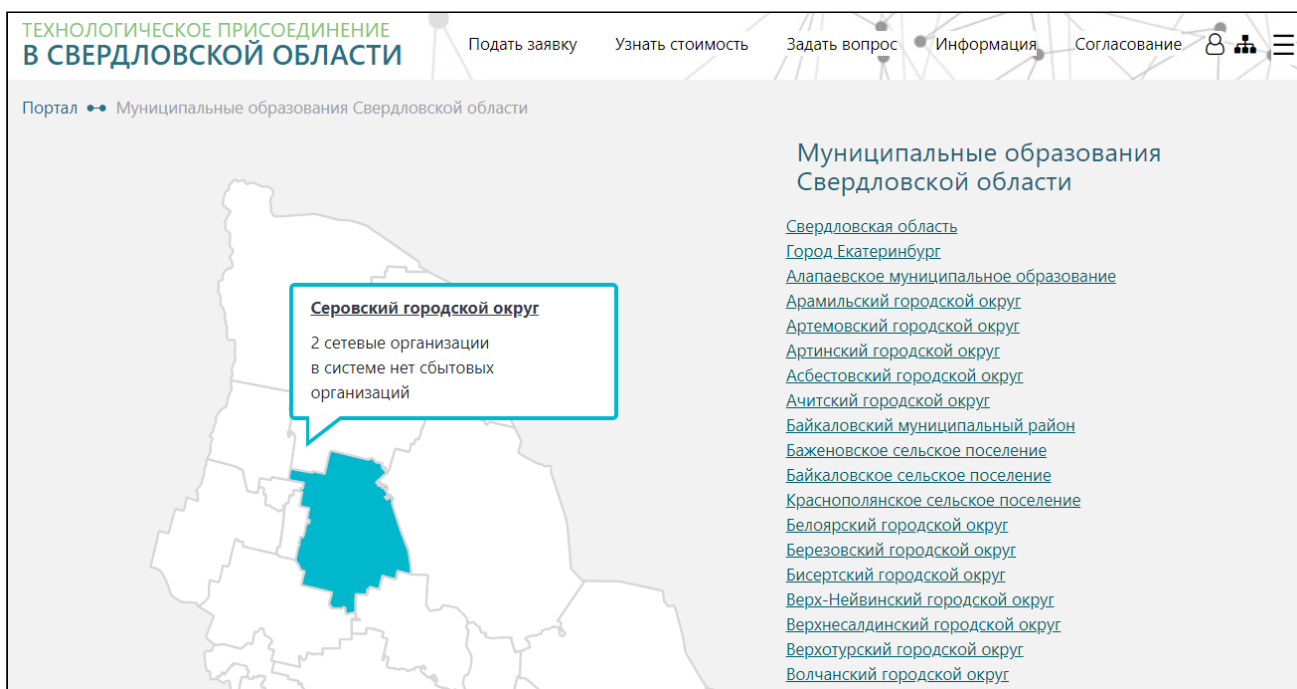 ТЕХНОЛОГИЧЕСКОЕ ПРИСОЕДИНЕНИЕ
В СВЕРДЛОВСКОЙ ОБЛАСТИ
Подать заявку Узнать стоимость Задать вопрос Информация Согласование
Портал Муниципальные образования Свердловской области
Серовский городской округ
2 сетевые организации
в системе нет сбытовых
организаций
Муниципальные образования
Свердловской области
Свердловская область
Город Екатеринбург
Алапаевское муниципальное образование
Арамильский городской округ
Артемовский городской округ
Артинский городской округ
Асбестовский городской округ
Ачитский городской округ
Байкаловский муниципальный район
Баженовское сельское поселение
Байкаловское сельское поселение
Краснополянское сельское поселение
Белоярский городской округ
Березовский городской округ
Бисертский городской округ
Верх-Нейвинский городской округ
Верхнесалдинский городской округ
Верхотурский городской округ
Волчанский городской округ